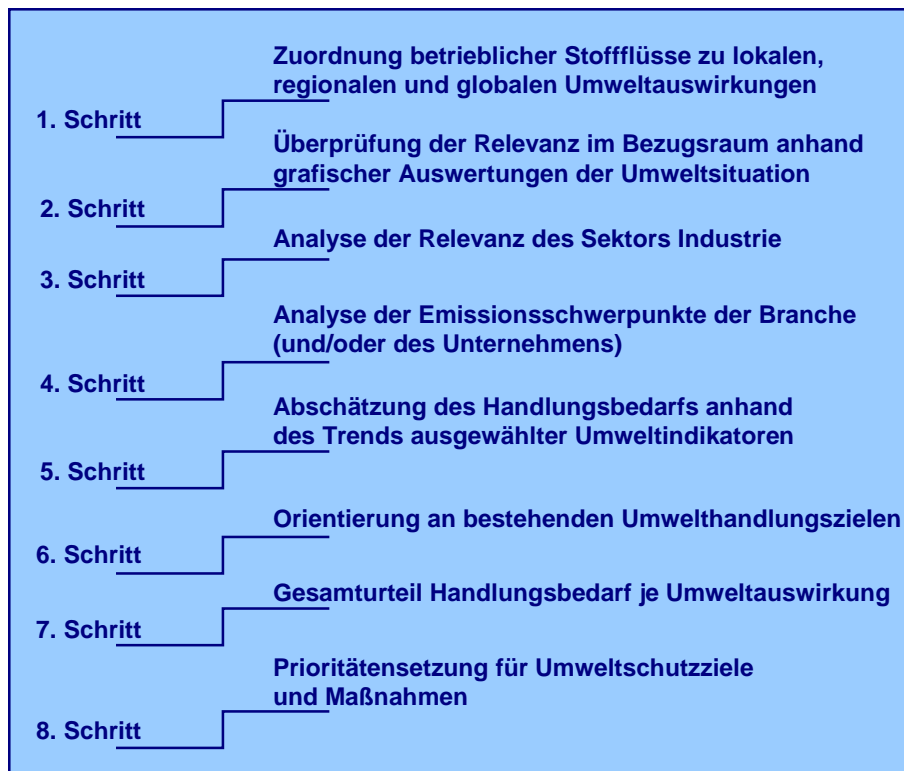 Zuordnung betrieblicher Stoffflüsse zu lokalen,
regionalen und globalen Umweltauswirkungen
1. Schritt
Überprüfung der Relevanz im Bezugsraum anhand
grafischer Auswertungen der Umweltsituation
2. Schritt
Analyse der Relevanz des Sektors Industrie
3. Schritt
Analyse der Emissionsschwerpunkte der Branche
(und/oder des Unternehmens)
4. Schritt
Abschätzung des Handlungsbedarfs anhand
des Trends ausgewählter Umweltindikatoren
5. Schritt
Orientierung an bestehenden Umwelthandlungszielen
6. Schritt
Gesamturteil Handlungsbedarf je Umweltauswirkung
7. Schritt
Prioritätensetzung für Umweltschutzziele
und Maßnahmen
8. Schritt